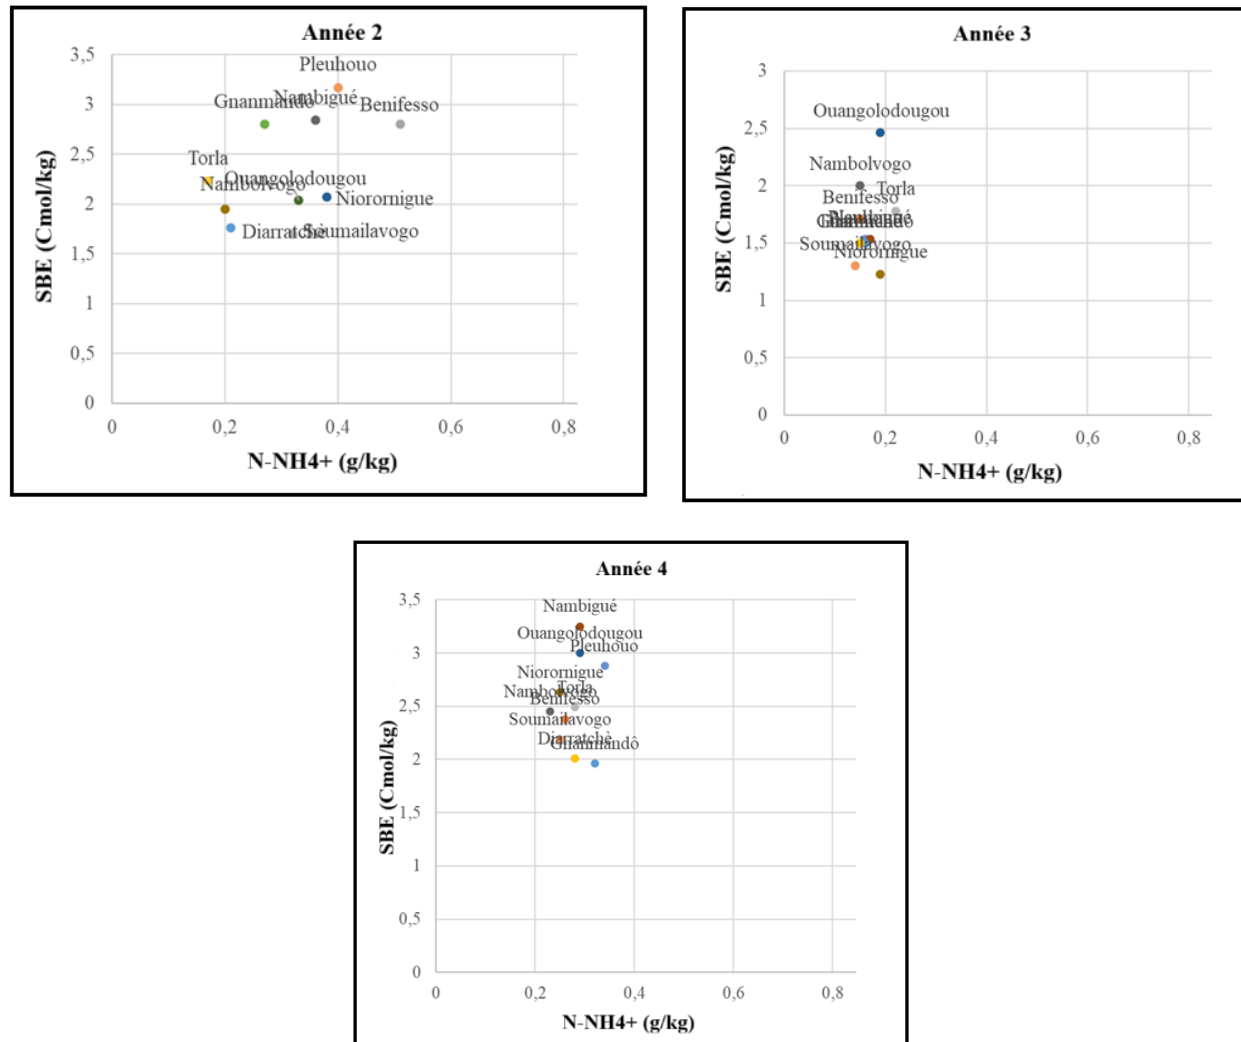 Année 2
3,5
Pleuhouo
3
Gnanmandô
Nambigué
Benifesso
2,5
Torla
Nambolvogo
Ouangolodougou
2
Niorornigue
Diarratchè
Soumailavogo
1,5
1
0,5
0
0
0,2
0,4
0,6
0,8
SBE (Cmol/kg)
N-NH4+ (g/kg)
Année 3
3
Ouangolodougou
2,5
Nambolvogo
2
Torla
Benifesso
1,5
Soumailavogo
Niorornigue
1
0,5
0
0
0,2
0,4
0,6
0,8
SBE (Cmol/kg)
N-NH4+ (g/kg)
Année 4
3,5
Nambigué
Ouangolodougou
3
Pleuhouo
Niorornigue
Torla
Nambolvogo
2,5
Benifesso
Soumailavogo
Diarratchè
Gnanmandô
2
1,5
1
0,5
0
0
0,2
0,4
0,6
0,8
SBE (Cmol/kg)
N-NH4+ (g/kg)